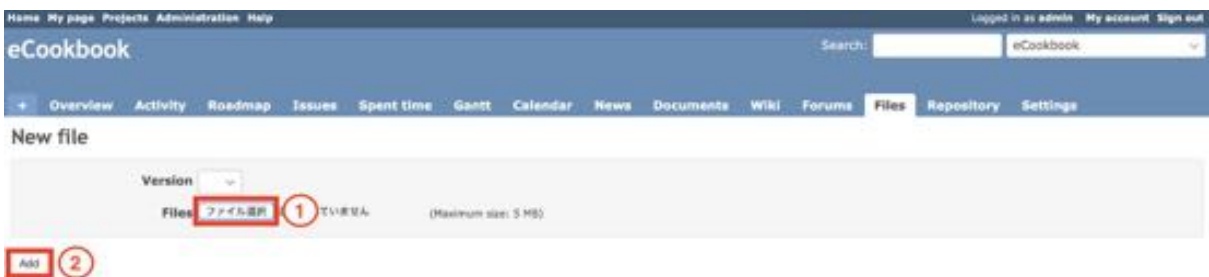 Home My page Projects Administration Help Logged in as admin My account Sign out
eCookbook Search: eCookbook
+ Overview Activity Roadmap Issues Spent time Gantt Calendar News Documents Wiki Forums Files Repository Settings
New file
Version
Files ファイル選択 1 ていません (Maximum size: 5 MB)
Add 2